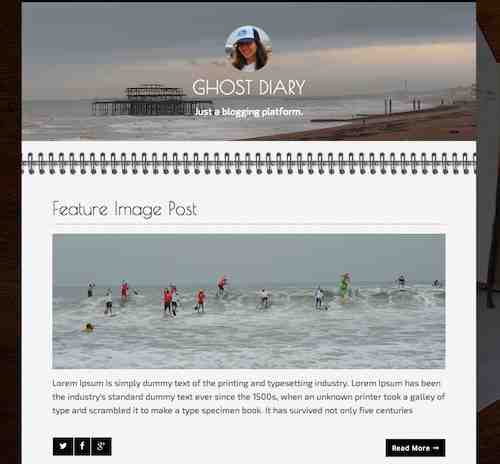 GHOST DIARY
Just a blogging platform.
Feature Image Post
Lorem Ipsum is simply dummy text of the printing and typesetting industry. Lorem Ipsum has been
the industry's standard dummy text ever since the 1500s, when an unknown printer took a galley of
type and scrambled it to make a type specimen book. It has survived not only five centuries
Read More